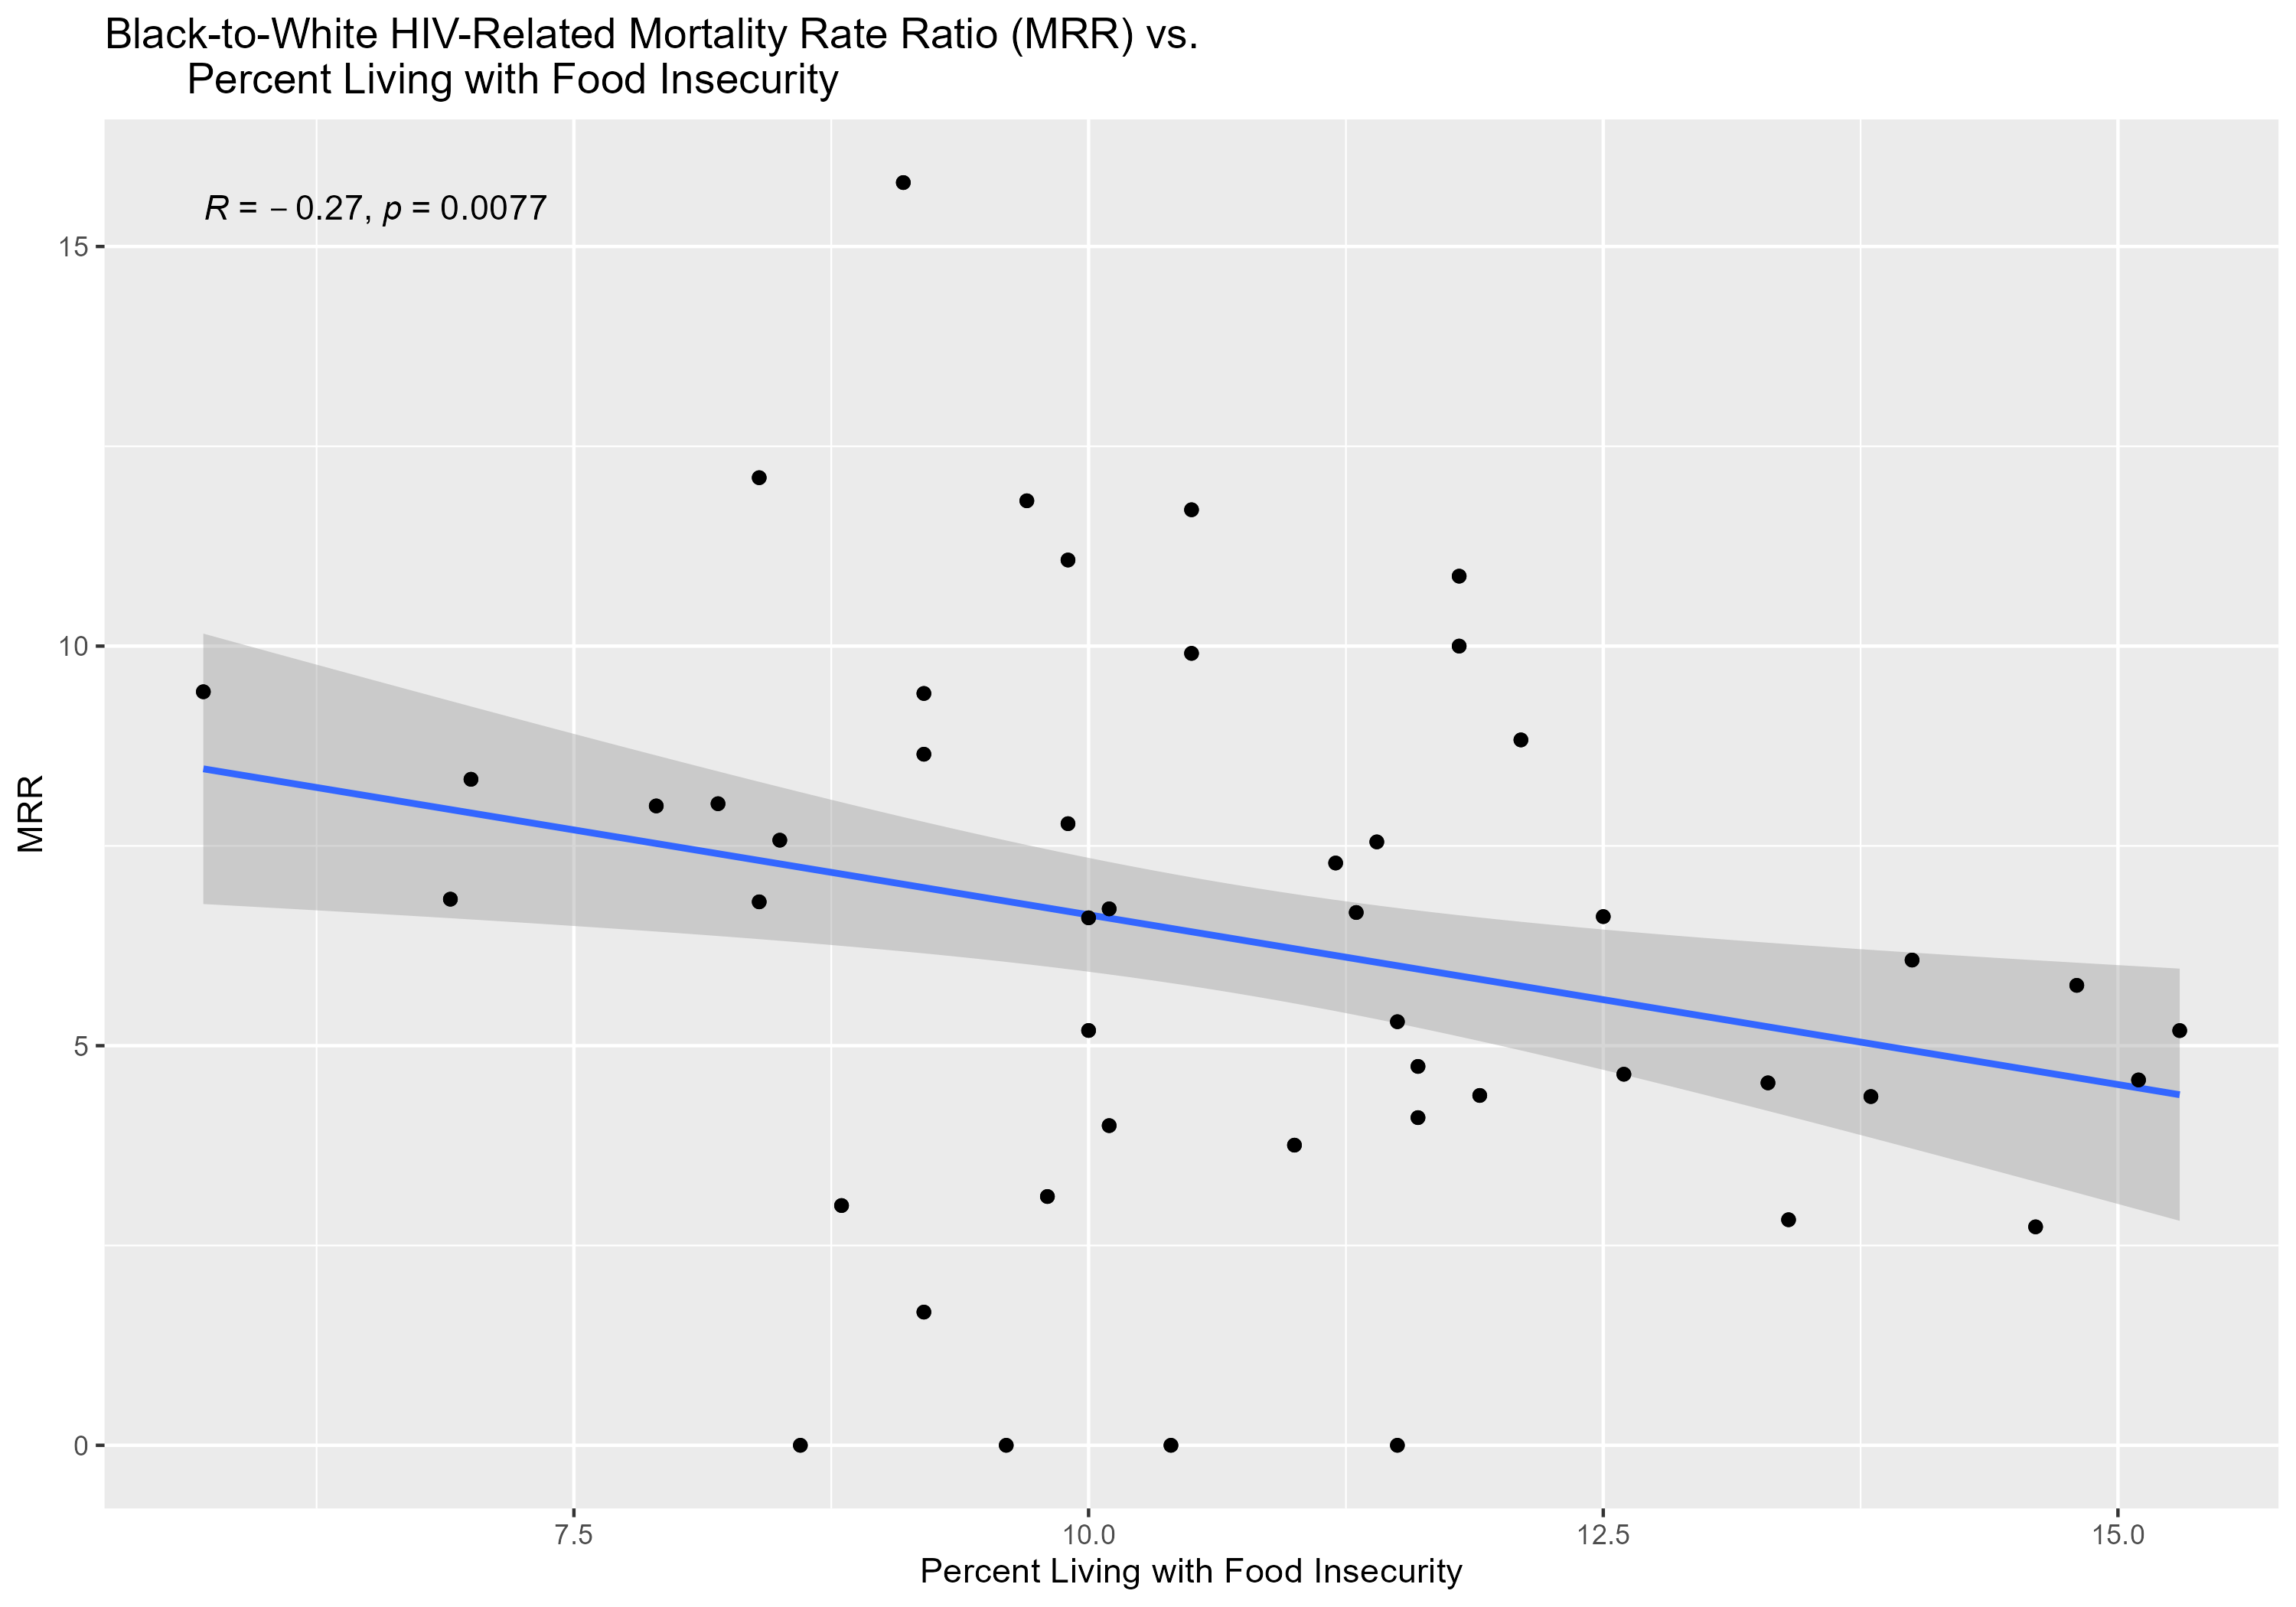 Black-to-White HIV-Related Mortality Rate Ratio (MRR) vs.
Percent Living with Food Insecurity
R = − 0.27, p = 0.0077
15
10
5
0
MRR
7.5
10.0
12.5
15.0
Percent Living with Food Insecurity